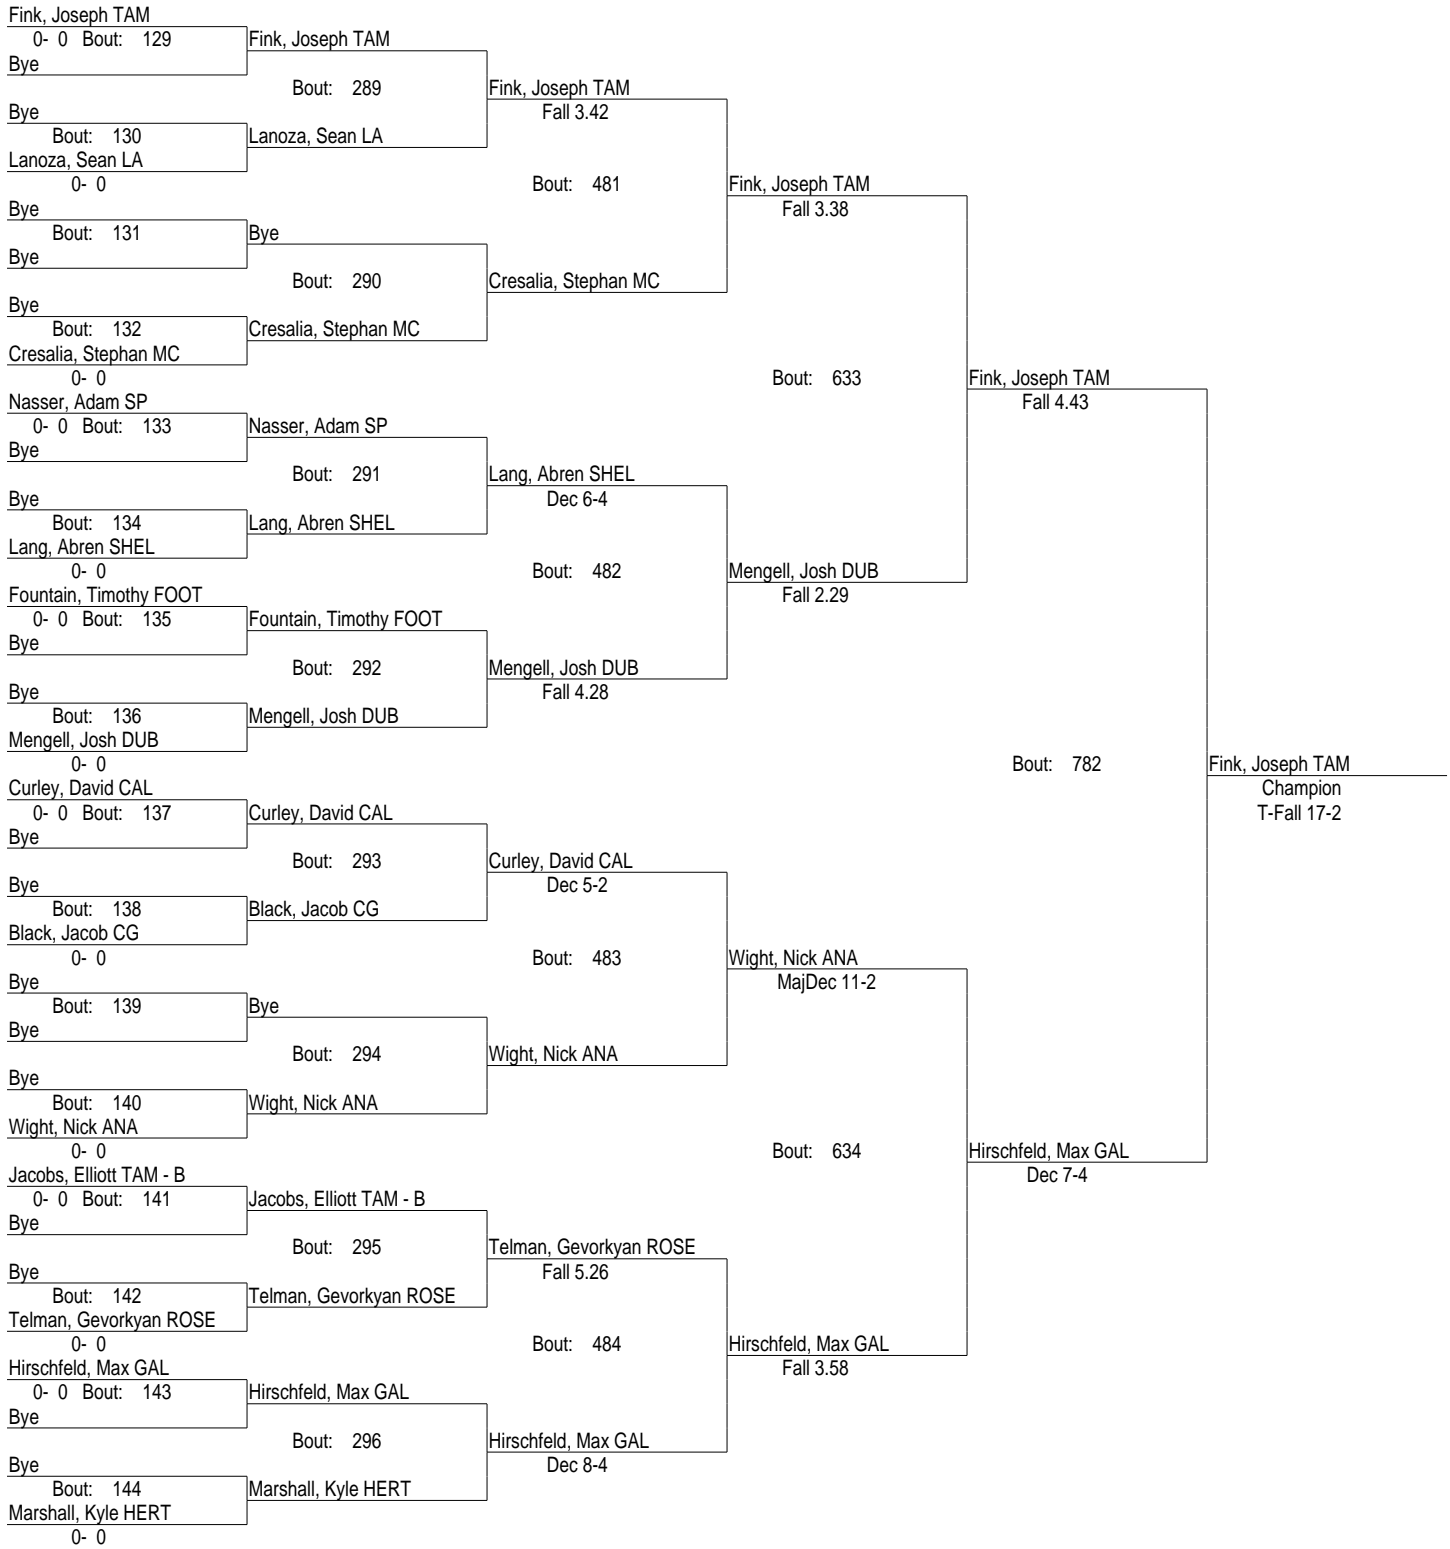 Fink, Joseph TAM
0- 0 Bout: 129 Fink, Joseph TAM
Bye
Bout: 289 Fink, Joseph TAM
Bye Fall 3.42
Bout: 130 Lanoza, Sean LA
Lanoza, Sean LA
0- 0 Bout: 481 Fink, Joseph TAM
Bye Fall 3.38
Bout: 131 Bye
Bye
Bout: 290 Cresalia, Stephan MC
Bye
Bout: 132 Cresalia, Stephan MC
Cresalia, Stephan MC
0- 0 Bout: 633 Fink, Joseph TAM
Nasser, Adam SP Fall 4.43
0- 0 Bout: 133 Nasser, Adam SP
Bye
Bout: 291 Lang, Abren SHEL
Bye Dec 6-4
Bout: 134 Lang, Abren SHEL
Lang, Abren SHEL
0- 0 Bout: 482 Mengell, Josh DUB
Fountain, Timothy FOOT Fall 2.29
0- 0 Bout: 135 Fountain, Timothy FOOT
Bye
Bout: 292 Mengell, Josh DUB
Bye Fall 4.28
Bout: 136 Mengell, Josh DUB
Mengell, Josh DUB
0- 0 Bout: 782 Fink, Joseph TAM
Curley, David CAL Champion
0- 0 Bout: 137 Curley, David CAL T-Fall 17-2
Bye
Bout: 293 Curley, David CAL
Bye Dec 5-2
Bout: 138 Black, Jacob CG
Black, Jacob CG
0- 0 Bout: 483 Wight, Nick ANA
Bye MajDec 11-2
Bout: 139 Bye
Bye
Bout: 294 Wight, Nick ANA
Bye
Bout: 140 Wight, Nick ANA
Wight, Nick ANA
0- 0 Bout: 634 Hirschfeld, Max GAL
Jacobs, Elliott TAM - B Dec 7-4
0- 0 Bout: 141 Jacobs, Elliott TAM - B
Bye
Bout: 295 Telman, Gevorkyan ROSE
Bye Fall 5.26
Bout: 142 Telman, Gevorkyan ROSE
Telman, Gevorkyan ROSE
0- 0 Bout: 484 Hirschfeld, Max GAL
Hirschfeld, Max GAL Fall 3.58
0- 0 Bout: 143 Hirschfeld, Max GAL
Bye
Bout: 296 Hirschfeld, Max GAL
Bye Dec 8-4
Bout: 144 Marshall, Kyle HERT
Marshall, Kyle HERT
0- 0